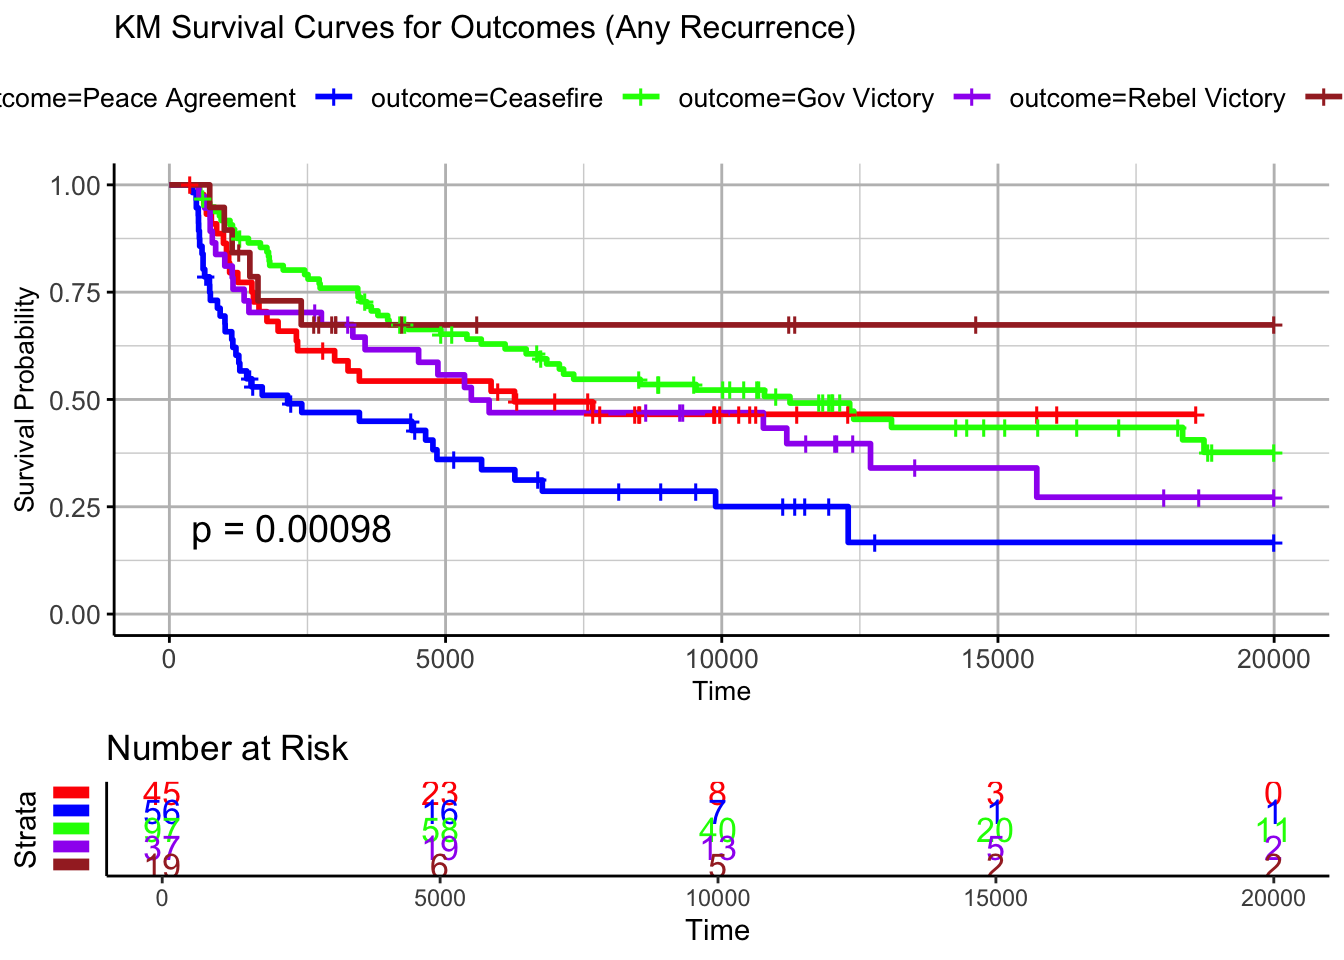 KM Survival Curves for Outcomes (Any Recurrence)
tcome=Peace Agreement outcome=Ceasefire outcome=Gov Victory outcome=Rebel Victory
Survival Probability
1.00
0.75
0.50
0.25
0.00
p = 0.00098
0 5000 10000 15000 20000
Time
Number at Risk
Strata
45 23 8 3 0
56 16 7 1 1
97 58 40 20 11
37 19 13 5 2
19 6 5 2 2
0 5000 10000 15000 20000
Time